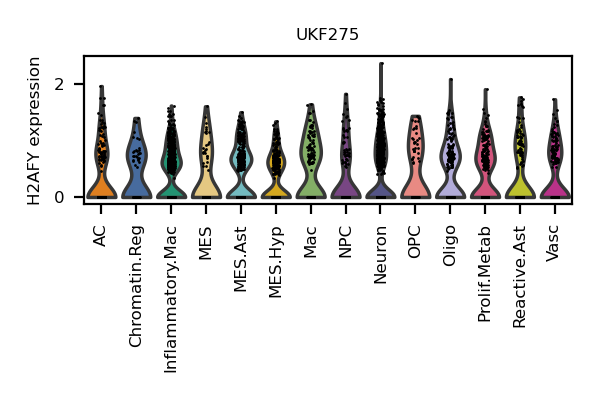 UKF275
H2AFY expression
2
0
AC
Chromatin.Reg
Inflammatory.Mac
MES
MES.Ast
MES.Hyp
Mac
NPC
Neuron
OPC
Oligo
Prolif.Metab
Reactive.Ast
Vasc